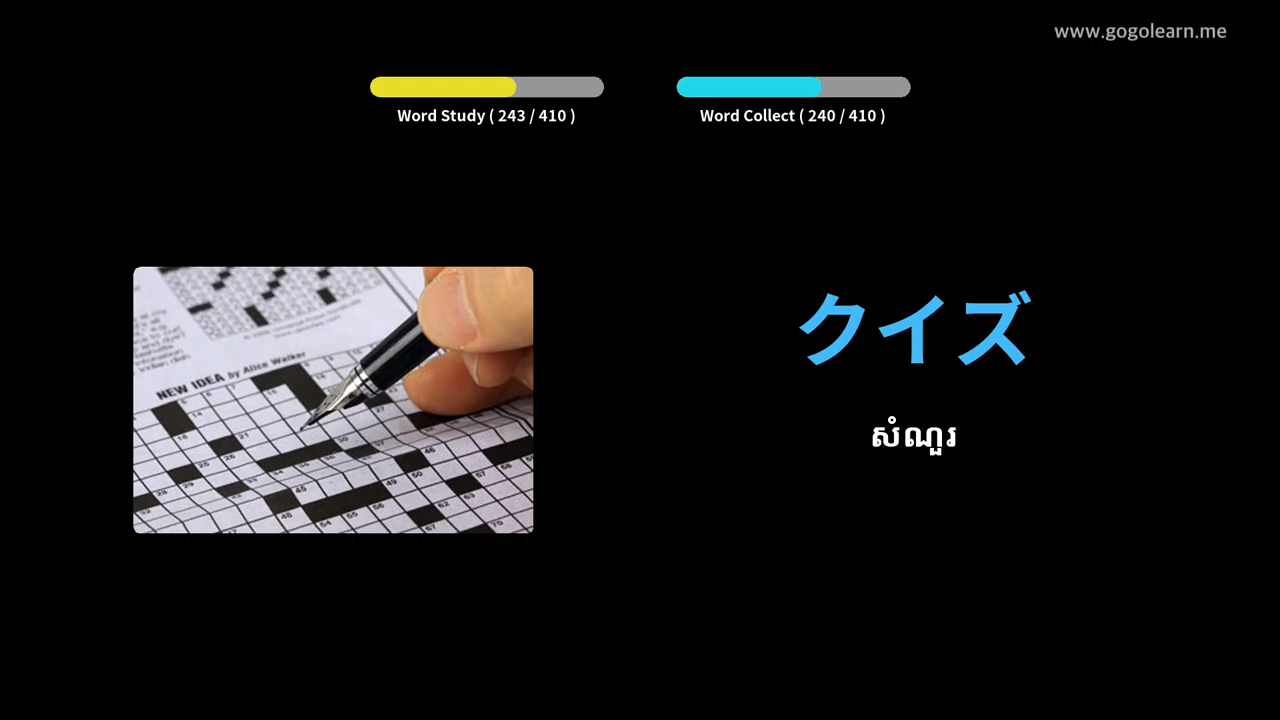 www.gogolearn.me
Word Study ( 243 / 410 )
Word Collect ( 240 / 410 )
NEW IDEA by Alice Walker
クイズ
សំណួរ